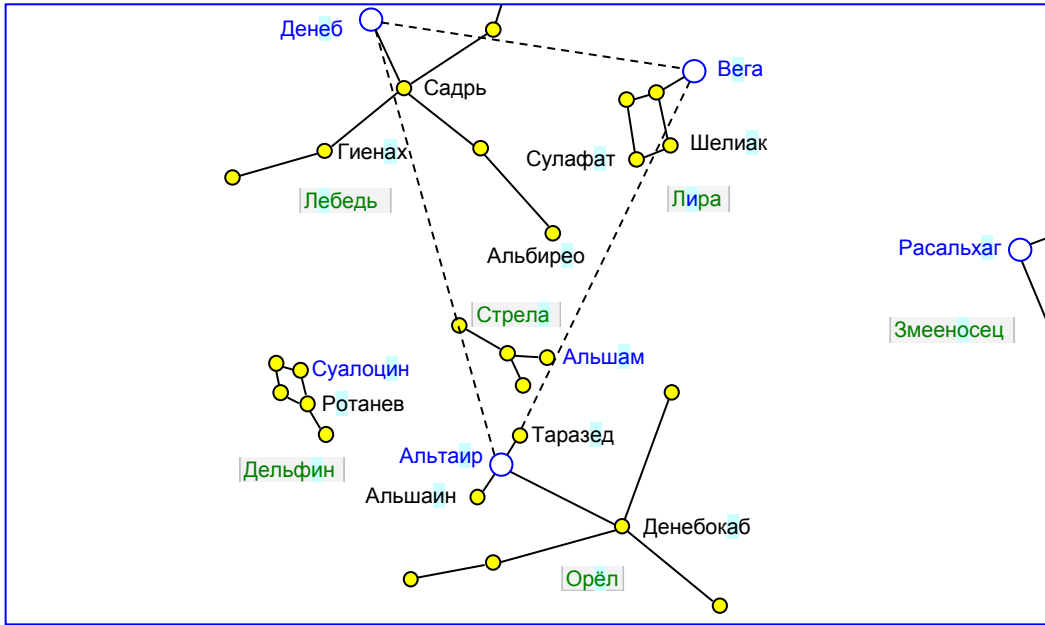 Денеб
Вега
Садрь
Шелиак
Гиенах
Сулафат
Лебедь
Лира
Альбирео
Расальхаг
Стрела
Змееносец
Альшам
Суалоцин
Ротанев
Таразед
Альтаир
Дельфин
Альшаин
Денебокаб
Орёл